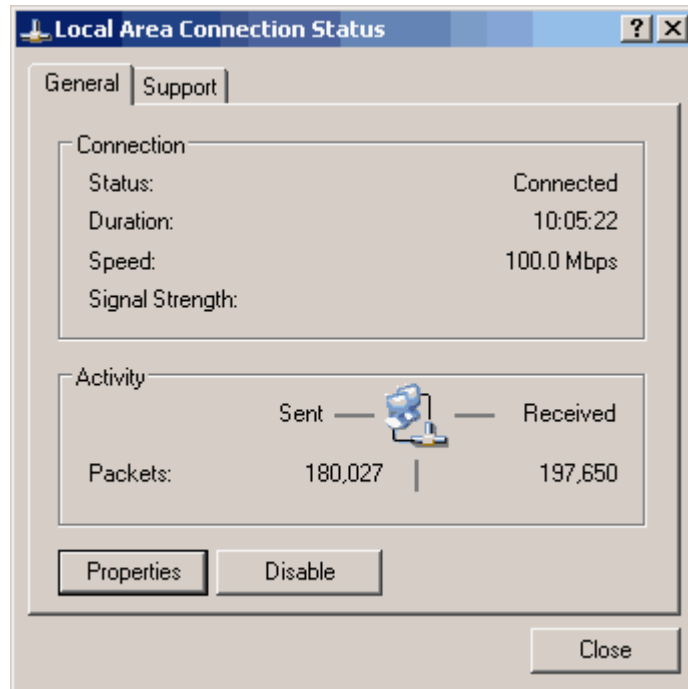 Local Area Connection Status
General Support
Connection
Status: Connected
Duration: 10:05:22
Speed: 100.0 Mbps
Signal Strength:
Activity
Sent Received
Packets: 180,027 197,650
Properties Disable
Close